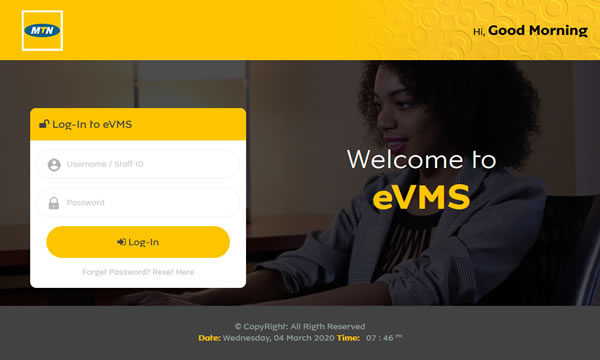 MTN
Hi, Good Morning
Log-In to eVMS
Username / Staff ID
Password
Log-In
Forget Password? Reset Here
Welcome to
eVMS
© CopyRight: All Rigth Reserved
Date: Wednesday, 04 March 2020 Time: 07 : 46 PM